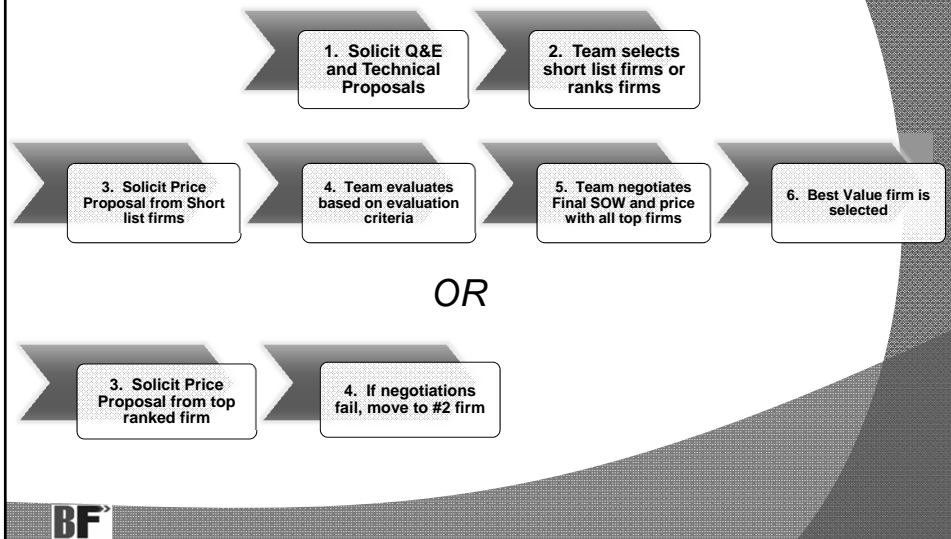 1. Solicit Q&E
and Technical
Proposals
2. Team selects
short list firms or
ranks firms
3. Solicit Price
Proposal from Short
list firms
4. Team evaluates
based on evaluation
criteria
5. Team negotiates
Final SOW and price
with all top firms
6. Best Value firm is
selected
OR
3. Solicit Price
Proposal from top
ranked firm
4. If negotiations
fail, move to #2 firm
BF